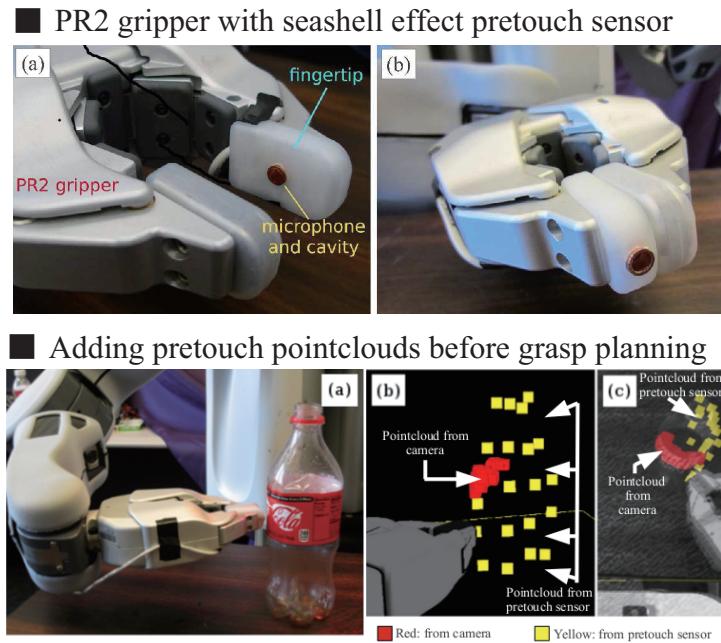 ■ PR2 gripper with seashell effect pretouch sensor
(a)
fingertip
PR2 gripper
microphone
and cavity
(b)
■ Adding pretouch pointclouds before grasp planning
(a)
Coca-Cola
(b)
Pointcloud from
camera
Pointcloud from
pretouch sensor
(c)
Pointcloud from
pretouch sensor
Pointcloud
from
camera
Red: from camera
Yellow: from pretouch sensor